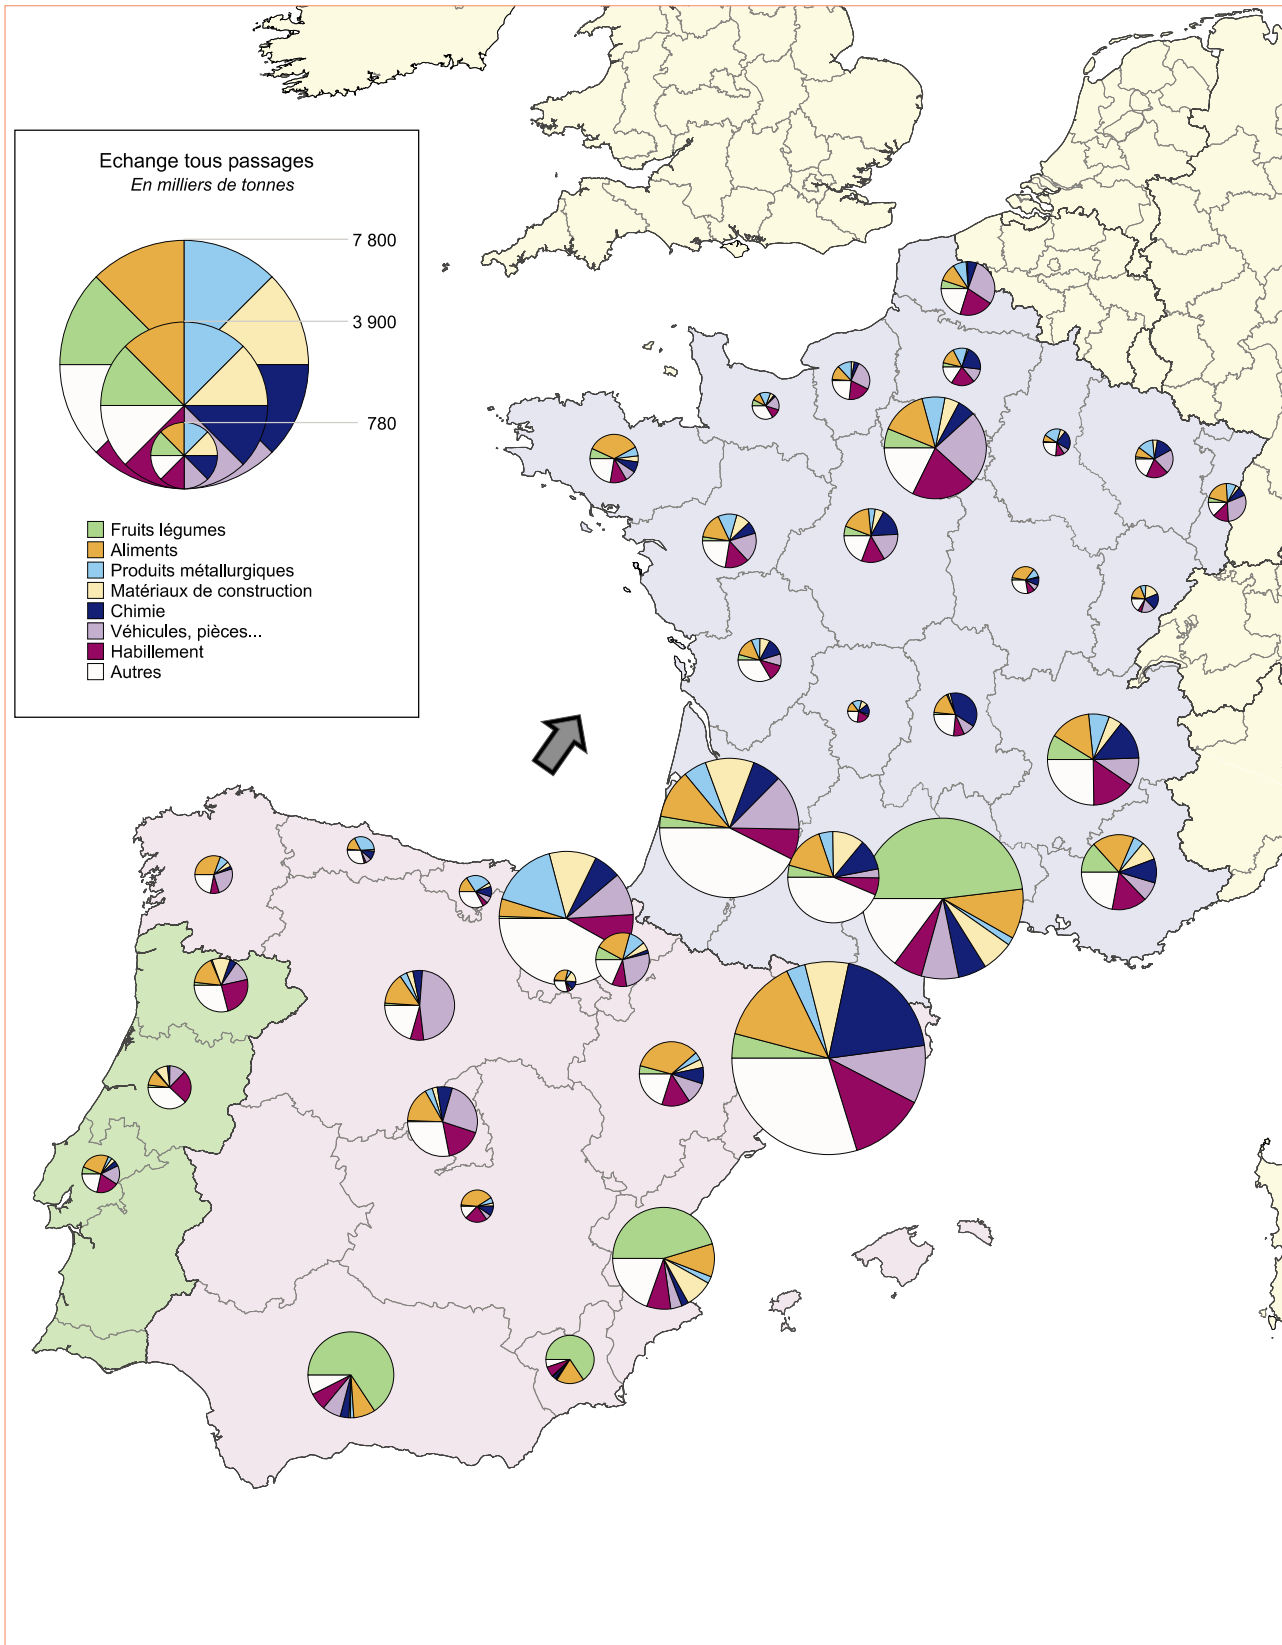 Echange tous passages
En milliers de tonnes
7 800
3 900
780
Fruits légumes
Aliments
Produits métallurgiques
Matériaux de construction
Chimie
Véhicules, pièces...
Habillement
Autres